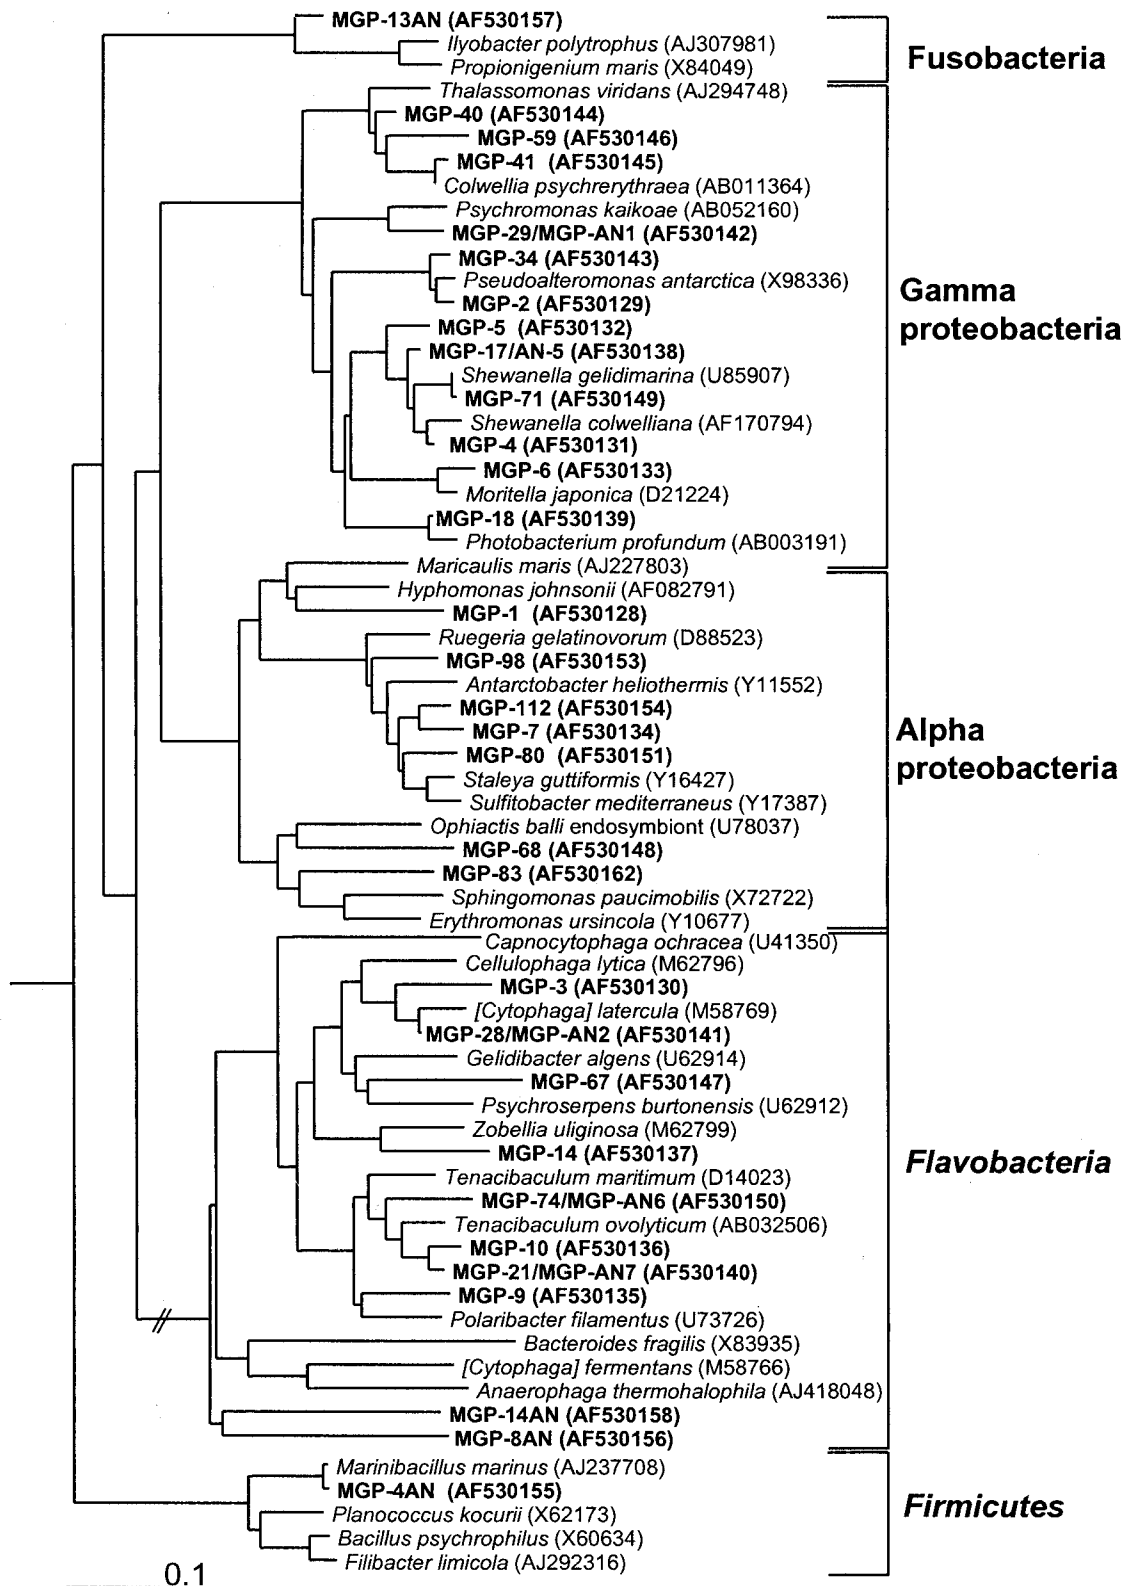 MGP-13AN (AF530157)
Ilyobacter polytrophus (AJ307981)
Propionigenium maris (X84049)
Fusobacteria
Thalassomonas viridans (AJ294748)
MGP-40 (AF530144)
MGP-59 (AF530146)
MGP-41 (AF530145)
Colwellia psychrerythraea (AB011364)
Psychromonas kaikoae (AB052160)
MGP-29/MGP-AN1 (AF530142)
MGP-34 (AF530143)
Pseudoalteromonas antarctica (X98336)
MGP-2 (AF530129)
MGP-5 (AF530132)
MGP-17/AN-5 (AF530138)
Shewanella gelidimarina (U85907)
MGP-71 (AF530149)
Shewanella colwelliana (AF170794)
MGP-4 (AF530131)
MGP-6 (AF530133)
Moritella japonica (D21224)
MGP-18 (AF530139)
Photobacterium profundum (AB003191)
Gamma
proteobacteria
Maricaulis maris (AJ227803)
Hyphomonas johnsonii (AF082791)
MGP-1 (AF530128)
Ruegeria gelatinovorum (D88523)
MGP-98 (AF530153)
Antarctobacter heliothermis (Y11552)
MGP-112 (AF530154)
MGP-7 (AF530134)
MGP-80 (AF530151)
Staleya guttiformis (Y16427)
Sulfitobacter mediterraneus (Y17387)
Ophiactis balli endosymbiont (U78037)
MGP-68 (AF530148)
MGP-83 (AF530162)
Sphingomonas paucimobilis (X72722)
Erythromonas ursincola (Y10677)
Alpha
proteobacteria
Capnocytophaga ochracea (U41350)
Cellulophaga lytica (M62796)
MGP-3 (AF530130)
[Cytophaga] latercula (M58769)
MGP-28/MGP-AN2 (AF530141)
Gelidibacter algens (U62914)
MGP-67 (AF530147)
Psychroserpens burtonensis (U62912)
Zobellia uliginosa (M62799)
MGP-14 (AF530137)
Tenacibaculum maritimum (D14023)
MGP-74/MGP-AN6 (AF530150)
Tenacibaculum ovolyticum (AB032506)
MGP-10 (AF530136)
MGP-21/MGP-AN7 (AF530140)
MGP-9 (AF530135)
Polaribacter filamentus (U73726)
Bacteroides fragilis (X83935)
[Cytophaga] fermentans (M58766)
Anaerophaga thermohalophila (AJ418048)
MGP-14AN (AF530158)
MGP-8AN (AF530156)
Flavobacteria
Marinibacillus marinus (AJ237708)
MGP-4AN (AF530155)
Planococcus kocurii (X62173)
Bacillus psychrophilus (X60634)
Filibacter limicola (AJ292316)
Firmicutes
0.1